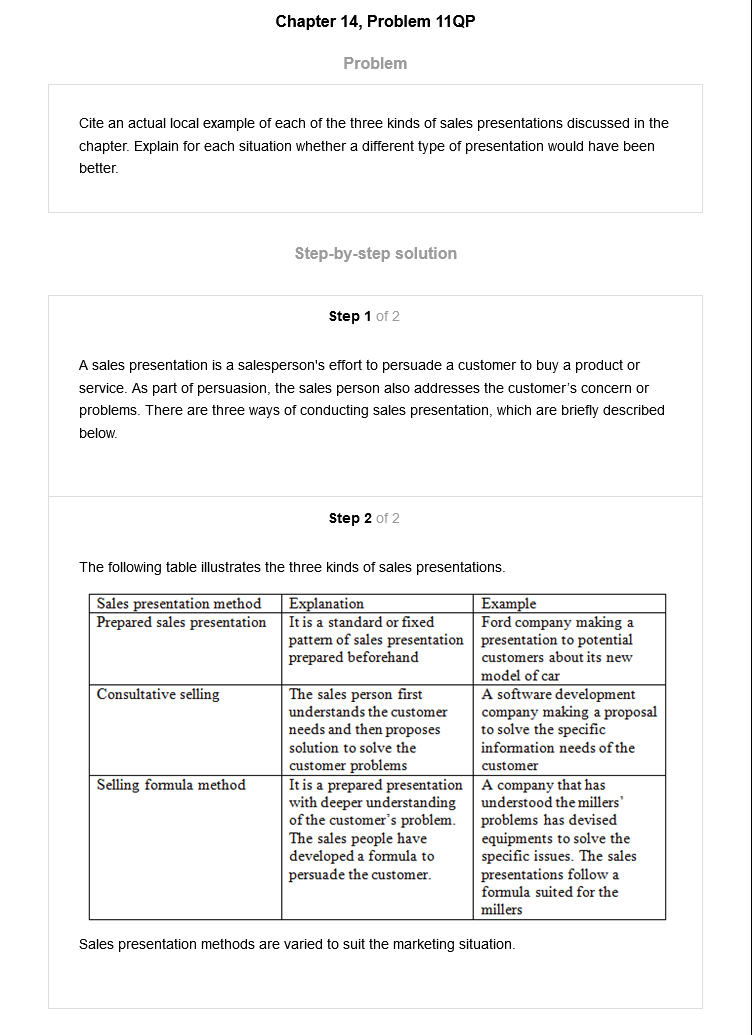 Chapter 14, Problem 11QP
Problem
Cite an actual local example of each of the three kinds of sales presentations discussed in the
chapter. Explain for each situation whether a different type of presentation would have been
better.
Step-by-step solution
Step 1 of 2
A sales presentation is a salesperson's effort to persuade a customer to buy a product or
service. As part of persuasion, the sales person also addresses the customer's concern or
problems. There are three ways of conducting sales presentation, which are briefly described
below.
Step 2 of 2
The following table illustrates the three kinds of sales presentations.
Sales presentation method
Explanation
Example
Prepared sales presentation
It is a standard or fixed
pattern of sales presentation
prepared beforehand
Ford company making a
presentation to potential
customers about its new
model of car
Consultative selling
The sales person first
understands the customer
needs and then proposes
solution to solve the
customer problems
A software development
company making a proposal
to solve the specific
information needs of the
customer
Selling formula method
It is a prepared presentation
with deeper understanding
of the customer's problem.
The sales people have
developed a formula to
persuade the customer.
A company that has
understood the millers'
problems has devised
equipments to solve the
specific issues. The sales
presentations follow a
formula suited for the
millers
Sales presentation methods are varied to suit the marketing situation.